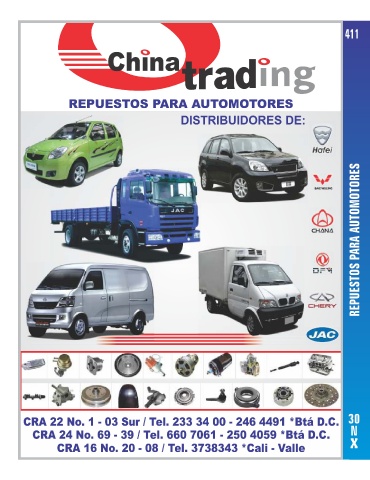 411
China
trading
REPUESTOS PARA AUTOMOTORES
DISTRIBUIDORES DE:
Hafei
WULING
CHANA
DFM
CHERY
JAC
JAC
REPUESTOS PARA AUTOMOTORES
CRA 22 No. 1 - 03 Sur / Tel. 233 34 00 - 246 4491 *Btá D.C.
CRA 24 No. 69 - 39 / Tel. 660 7061 - 250 4059 *Btá D.C.
CRA 16 No. 20 - 08 / Tel. 3738343 *Cali - Valle
30
N
X